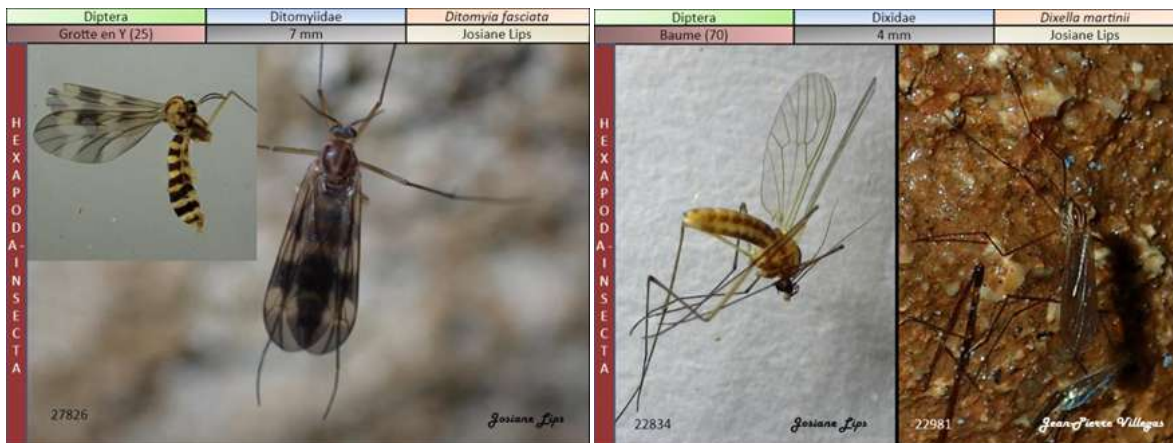 Diptera Ditomyiidae Ditomyia fasciata
Grotte en Y (25) 7 mm Josiane Lips
HEXAPODA-INSECTA
27826 Josiane Lips
Diptera Dixidae Dixella martinii
Baume (70) 4 mm Josiane Lips
HEXAPODA-INSECTA
22834 Josiane Lips
22981 Jean-Pierre Villegas